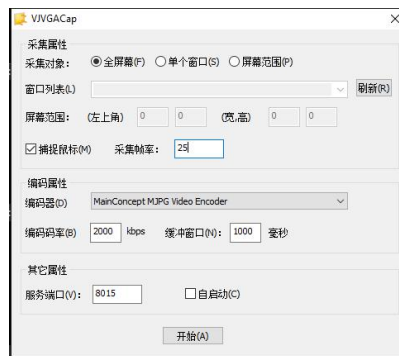 VJVGACap
采集属性
采集对象： 全屏幕(F) 单个窗口(S) 屏幕范围(P)
窗口列表(L) 刷新(R)
屏幕范围： (左上角) 0 0 (宽,高) 0 0
捕捉鼠标(M) 采集帧率： 25
编码属性
编码器(D) MainConcept MJPG Video Encoder
编码码率(B) 2000 kbps 缓冲窗口(N)： 1000 毫秒
其它属性
服务端口(V)： 8015 自启动(C)
开始(A)